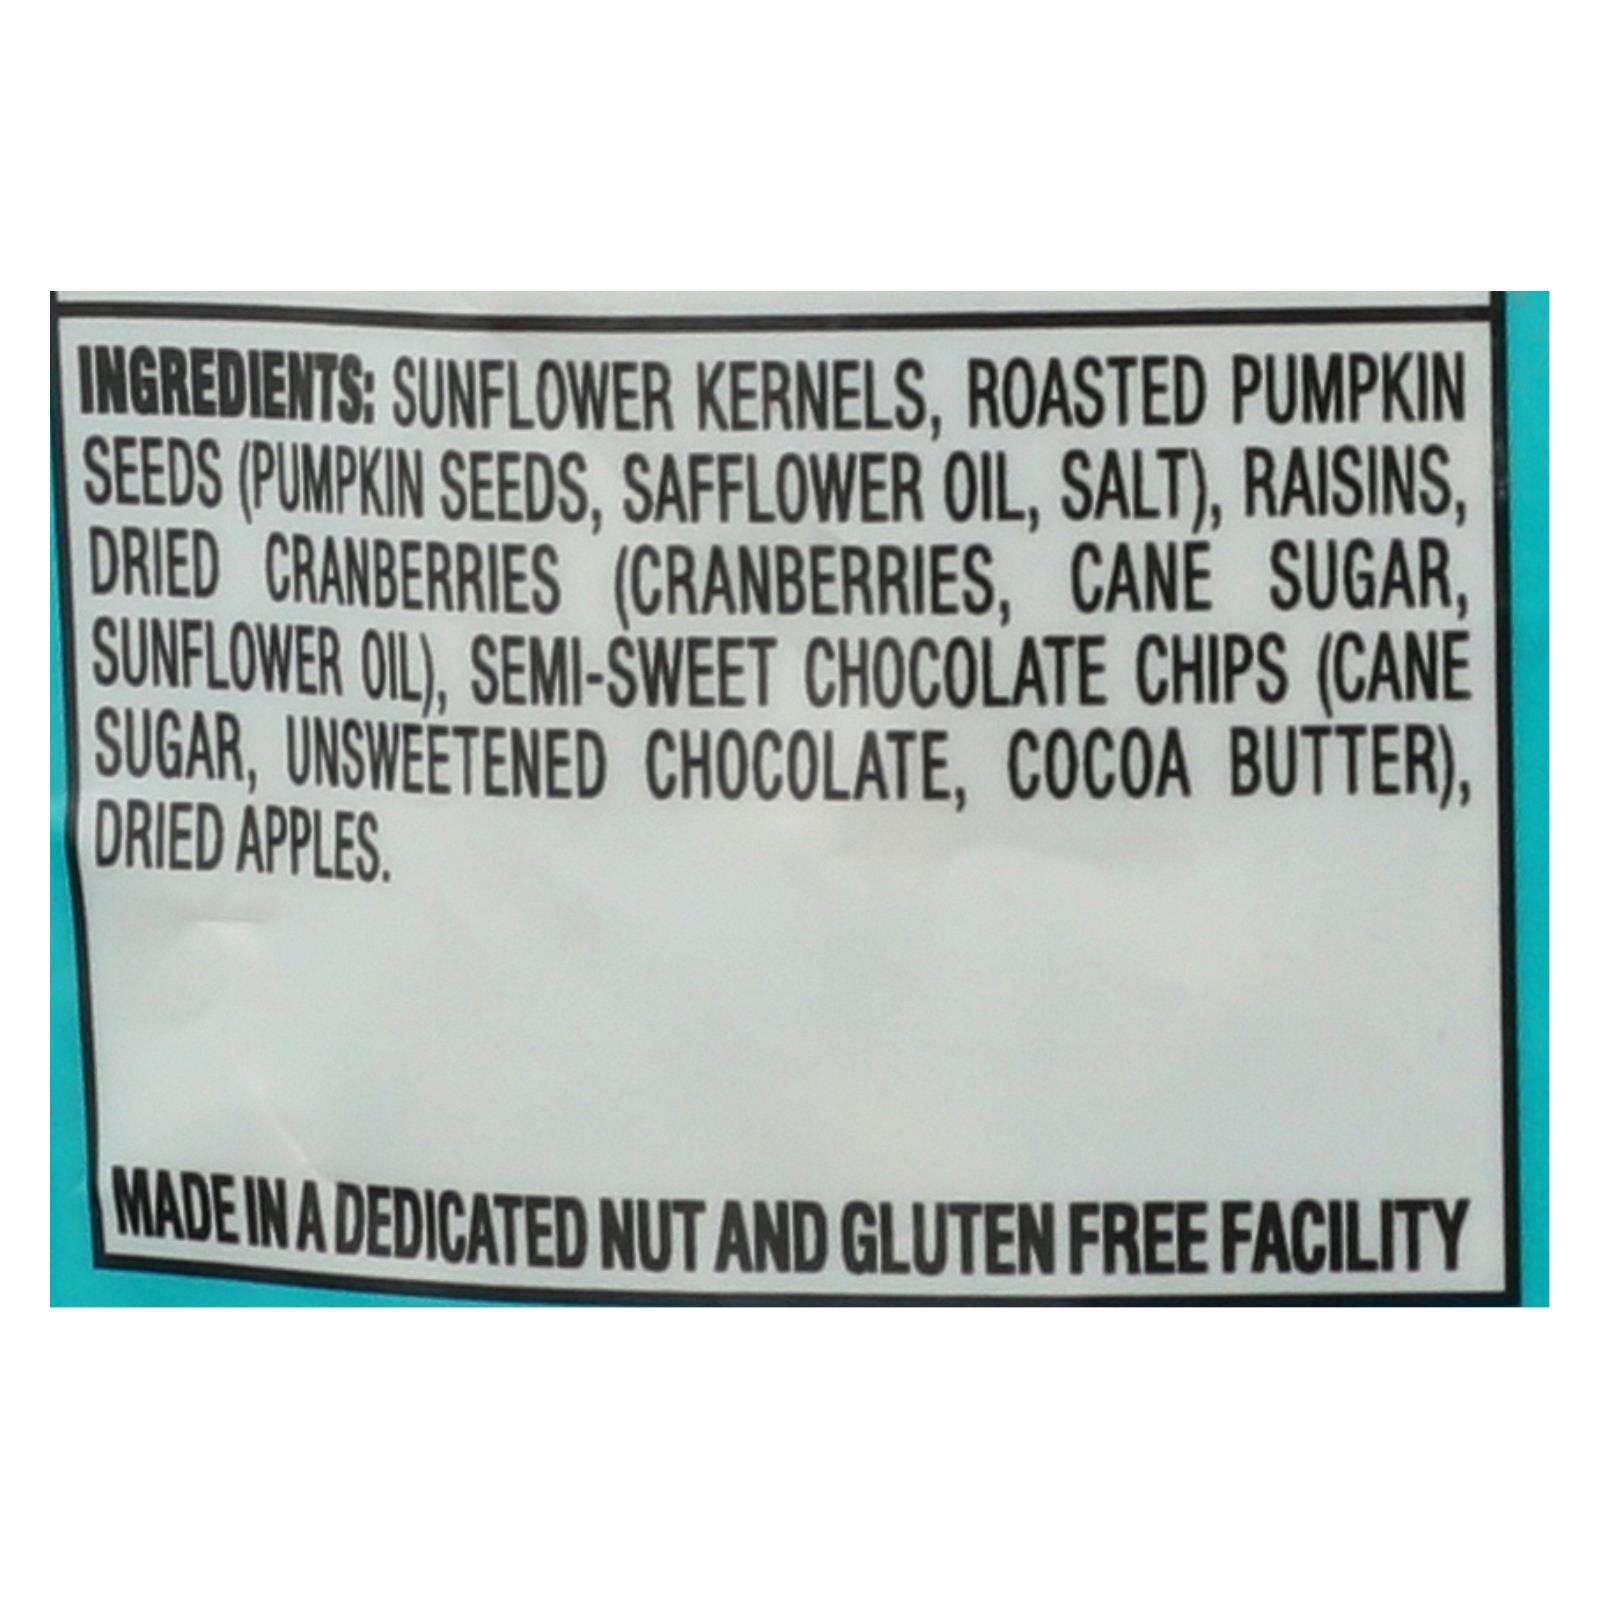 INGREDIENTS: SUNFLOWER KERNELS, ROASTED PUMPKIN
SEEDS (PUMPKIN SEEDS, SAFFLOWER OIL, SALT), RAISINS,
DRIED CRANBERRIES (CRANBERRIES, CANE SUGAR,
SUNFLOWER OIL), SEMI-SWEET CHOCOLATE CHIPS (CANE
SUGAR, UNSWEETENED CHOCOLATE, COCOA BUTTER),
DRIED APPLES.
MADE IN A DEDICATED NUT AND GLUTEN FREE FACILITY